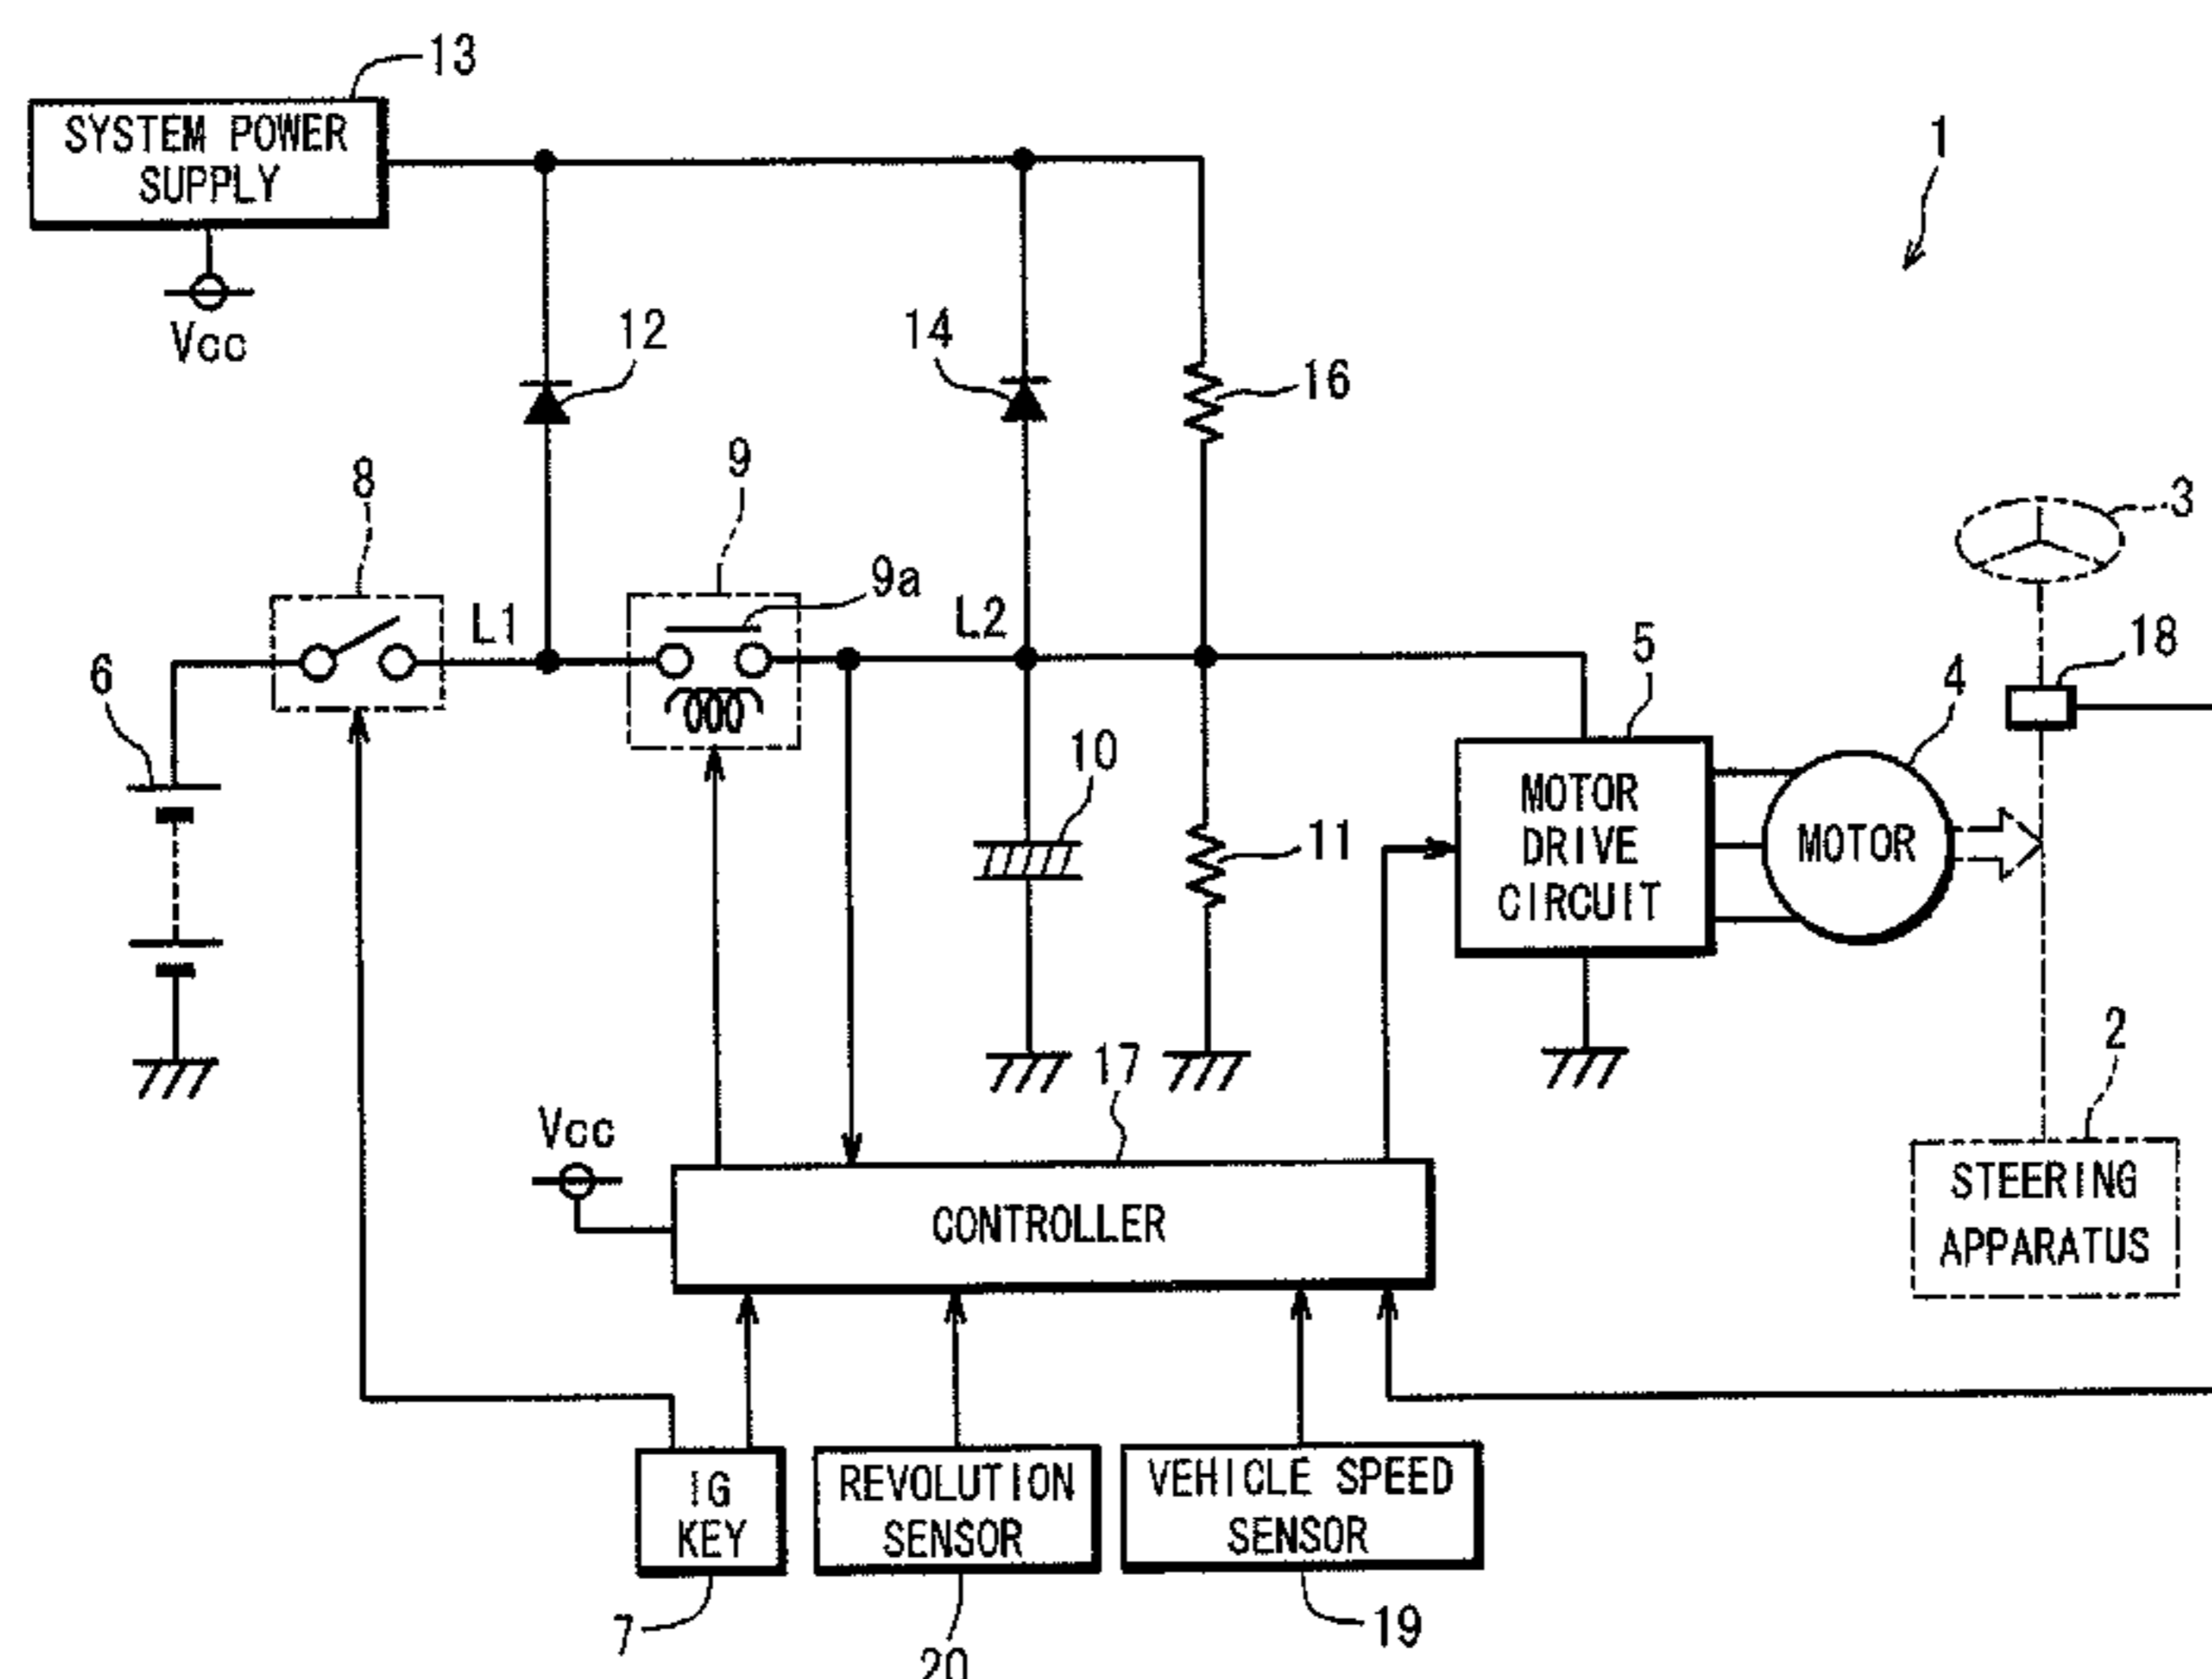 13
SYSTEM POWER
SUPPLY
Vcc
1
12
14
16
8
9
9a
3
L1
L2
6
5
18
4
10
MOTOR
DRIVE
CIRCUIT
MOTOR
11
2
17
Vcc
STEERING
APPARATUS
CONTROLLER
IG
KEY
REVOLUTION
SENSOR
VEHICLE SPEED
SENSOR
7
20
19